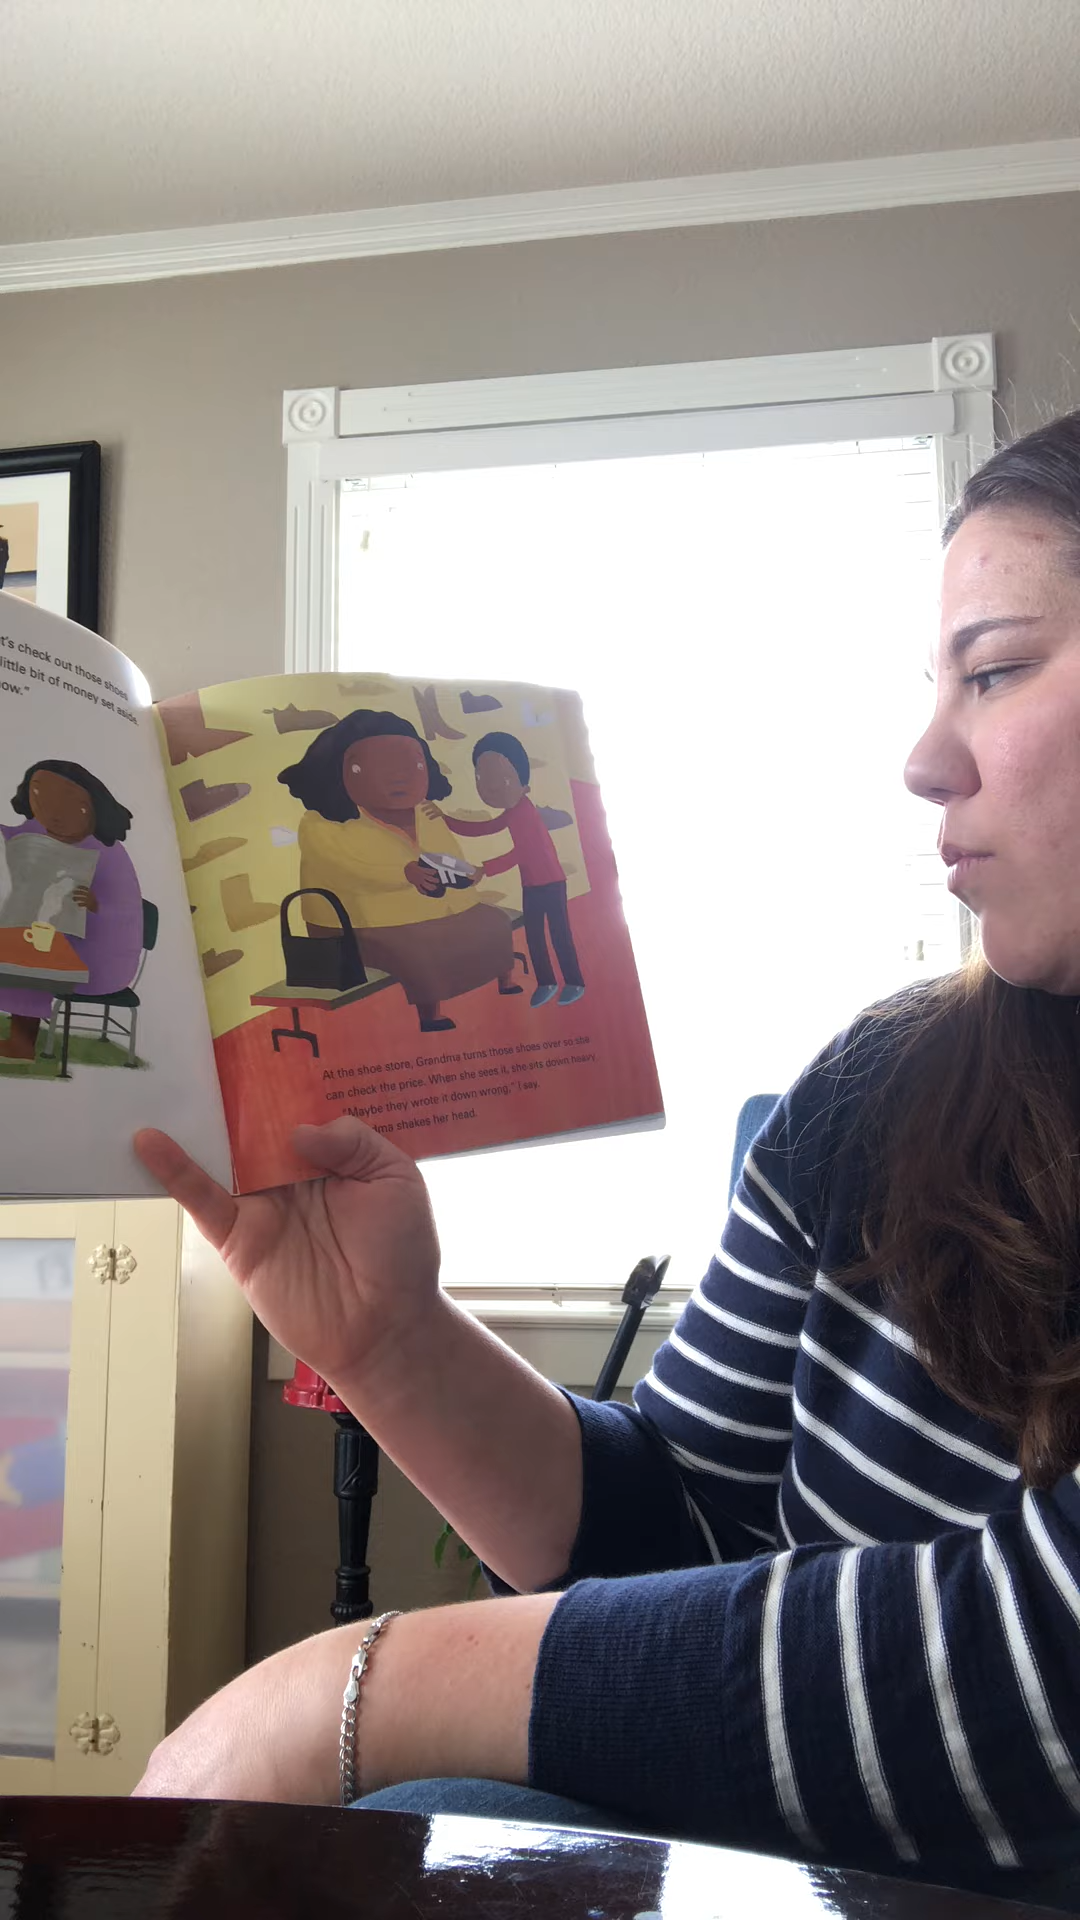 t's check out those shoes
little bit of money set aside,
ow."
At the shoe store, Grandma turns those shoes over so she
can check the price. When she sees it, she sits down heavy.
"Maybe they wrote it down wrong," I say.
dma shakes her head.